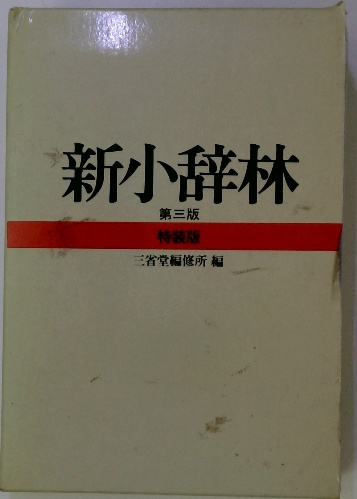 新小辞林
第三版
特装版
三省堂編修所 編